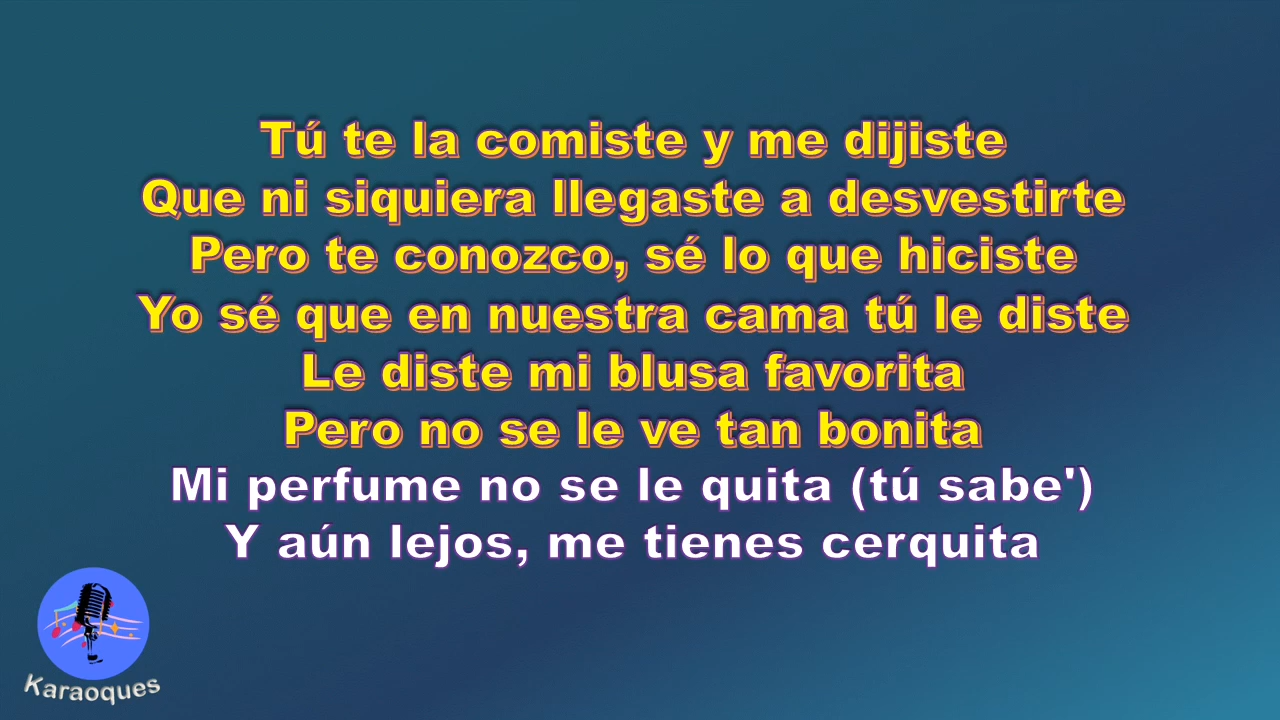 Tú te la comiste y me dijiste
Que ni siquiera llegaste a desvestirte
Pero te conozco, sé lo que hiciste
Yo sé que en nuestra cama tú le diste
Le diste mi blusa favorita
Pero no se le ve tan bonita
Mi perfume no se le quita (tú sabe')
Y aún lejos, me tienes cerquita
Karaoques